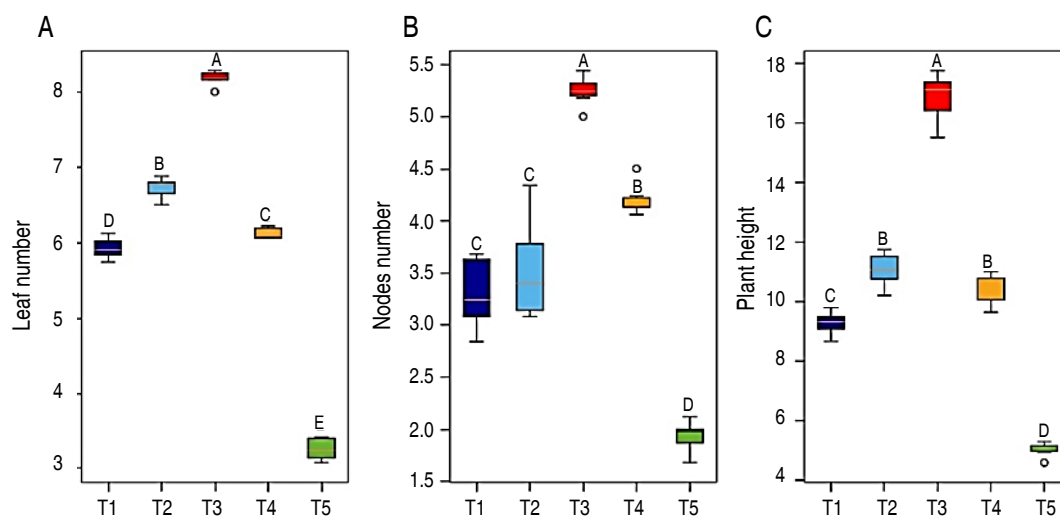 A
Leaf number
8
7
6
5
4
3
D
B
A
C
E
T1 T2 T3 T4 T5
B
Nodes number
5.5
5.0
4.5
4.0
3.5
3.0
2.5
2.0
1.5
C
C
A
B
D
T1 T2 T3 T4 T5
C
Plant height
18
16
14
12
10
8
6
4
C
B
A
B
D
T1 T2 T3 T4 T5